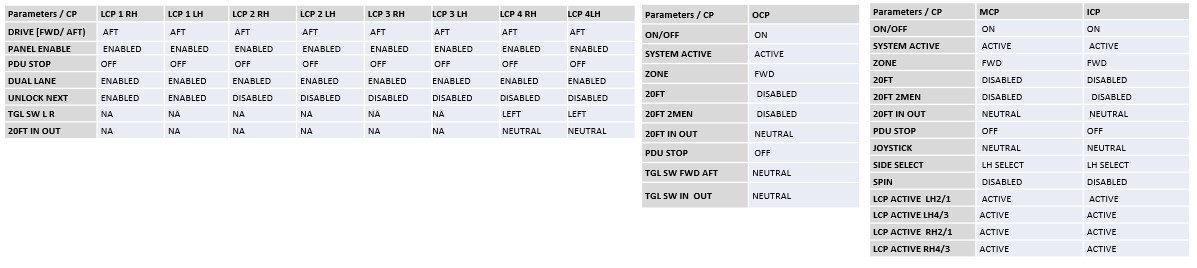 Parameters / CP LCP 1 RH LCP 1 LH LCP 2 RH LCP 2 LH LCP 3 RH LCP 3 LH LCP 4 RH LCP 4LH
DRIVE [FWD/ AFT) AFT AFT AFT AFT AFT AFT AFT AFT
PANEL ENABLE ENABLED ENABLED ENABLED ENABLED ENABLED ENABLED ENABLED ENABLED
PDU STOP OFF OFF OFF OFF OFF OFF OFF OFF
DUAL LANE ENABLED ENABLED ENABLED ENABLED ENABLED ENABLED ENABLED ENABLED
UNLOCK NEXT ENABLED ENABLED DISABLED DISABLED DISABLED DISABLED DISABLED DISABLED
TGL SW L R NA NA NA NA NA NA LEFT LEFT
20FT IN OUT NA NA NA NA NA NA NEUTRAL NEUTRAL
Parameters / CP OCP
ON/OFF ON
SYSTEM ACTIVE ACTIVE
ZONE FWD
20FT DISABLED
20FT 2MEN DISABLED
20FT IN OUT NEUTRAL
PDU STOP OFF
TGL SW FWD AFT NEUTRAL
TGL SW IN OUT NEUTRAL
Parameters / CP MCP ICP
ON/OFF ON ON
SYSTEM ACTIVE ACTIVE ACTIVE
ZONE FWD FWD
20FT DISABLED DISABLED
20FT 2MEN DISABLED DISABLED
20FT IN OUT NEUTRAL NEUTRAL
PDU STOP OFF OFF
JOYSTICK NEUTRAL NEUTRAL
SIDE SELECT LH SELECT LH SELECT
SPIN DISABLED DISABLED
LCP ACTIVE LH2/1 ACTIVE ACTIVE
LCP ACTIVE LH4/3 ACTIVE ACTIVE
LCP ACTIVE RH2/1 ACTIVE ACTIVE
LCP ACTIVE RH4/3 ACTIVE ACTIVE